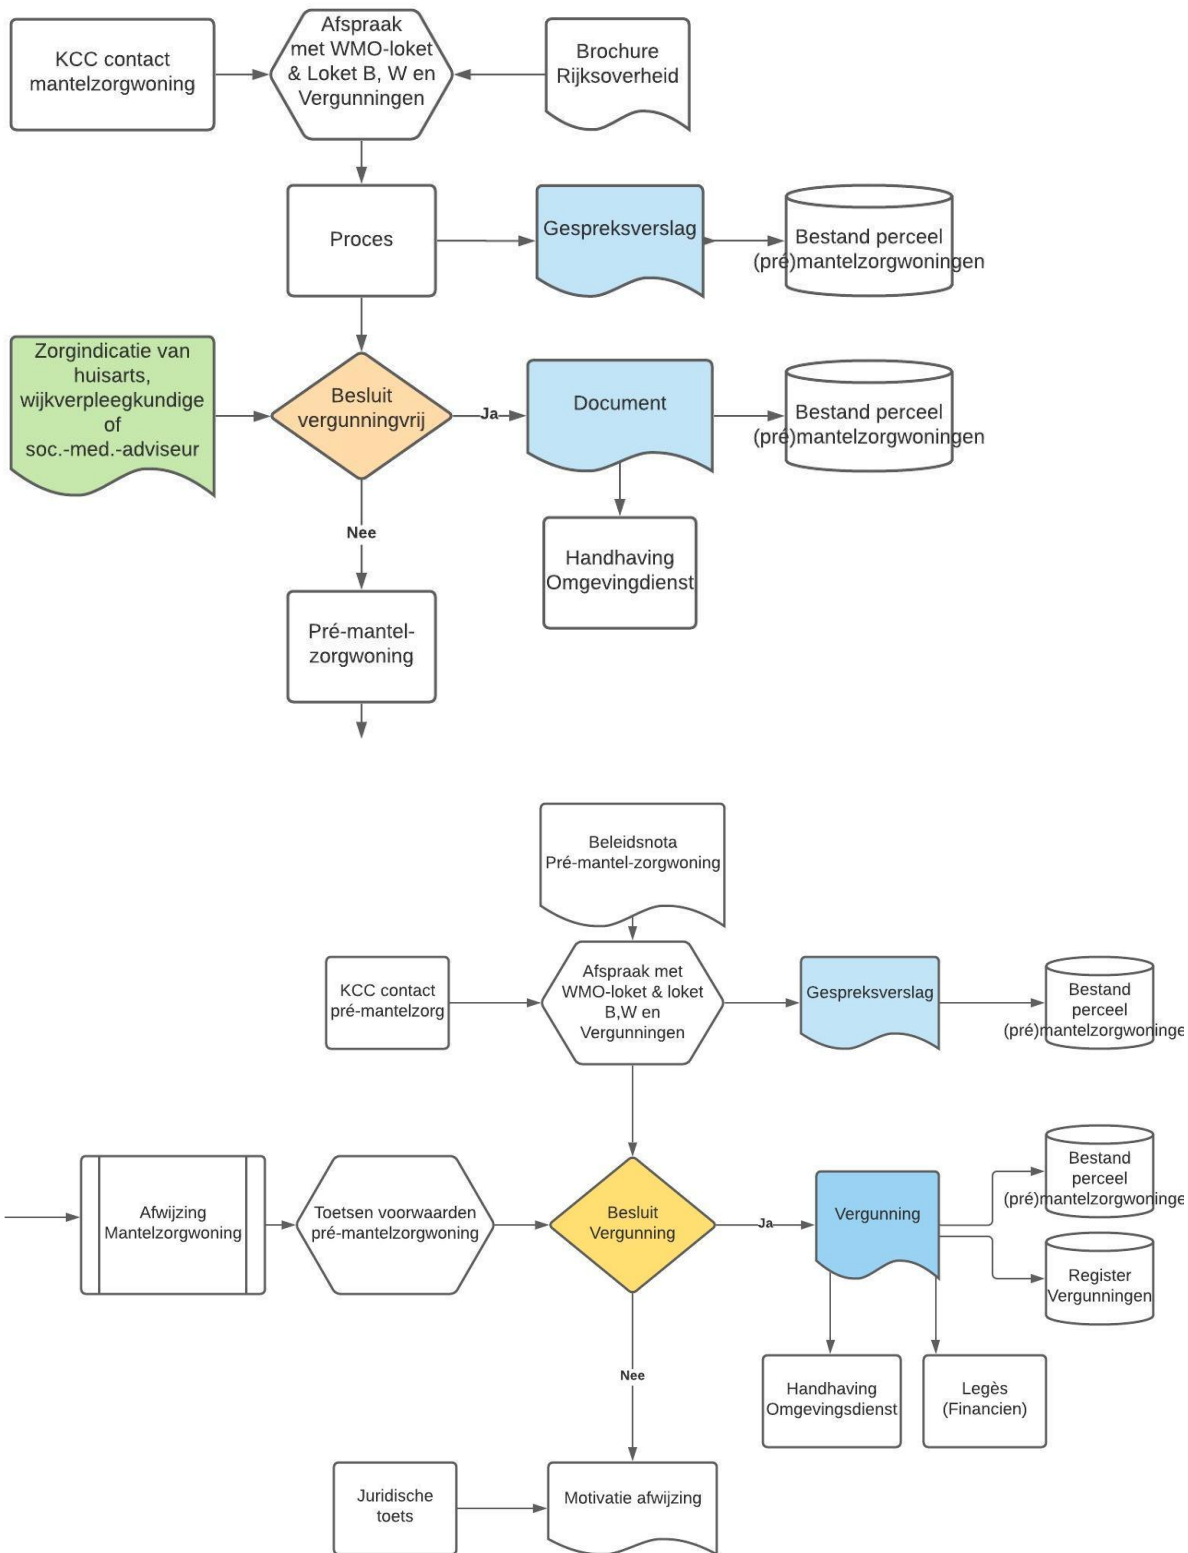 KCC contact
mantelzorgwoning
Afspraak
met WMO-loket
& Loket B, W en
Vergunningen
Brochure
Rijksoverheid
Proces
Gespreksverslag
Bestand perceel
(pré)mantelzorgwoningen
Zorgindicatie van
huisarts,
wijkverpleegkundige
of
soc.-med.-adviseur
Besluit
vergunningvrij
Ja
Document
Bestand perceel
(pré)mantelzorgwoningen
Nee
Handhaving
Omgevingdienst
Pré-mantel-
zorgwoning
Beleidsnota
Pré-mantel-zorgwoning
KCC contact
pré-mantelzorg
Afspraak met
WMO-loket & loket
B,W en
Vergunningen
Gespreksverslag
Bestand
perceel
(pré)mantelzorgwoninge
Afwijzing
Mantelzorgwoning
Toetsen voorwaarden
pré-mantelzorgwoning
Besluit
Vergunning
Ja
Vergunning
Bestand
perceel
(pré)mantelzorgwoninge
Register
Vergunningen
Nee
Handhaving
Omgevingsdienst
Legès
(Financien)
Juridische
toets
Motivatie afwijzing